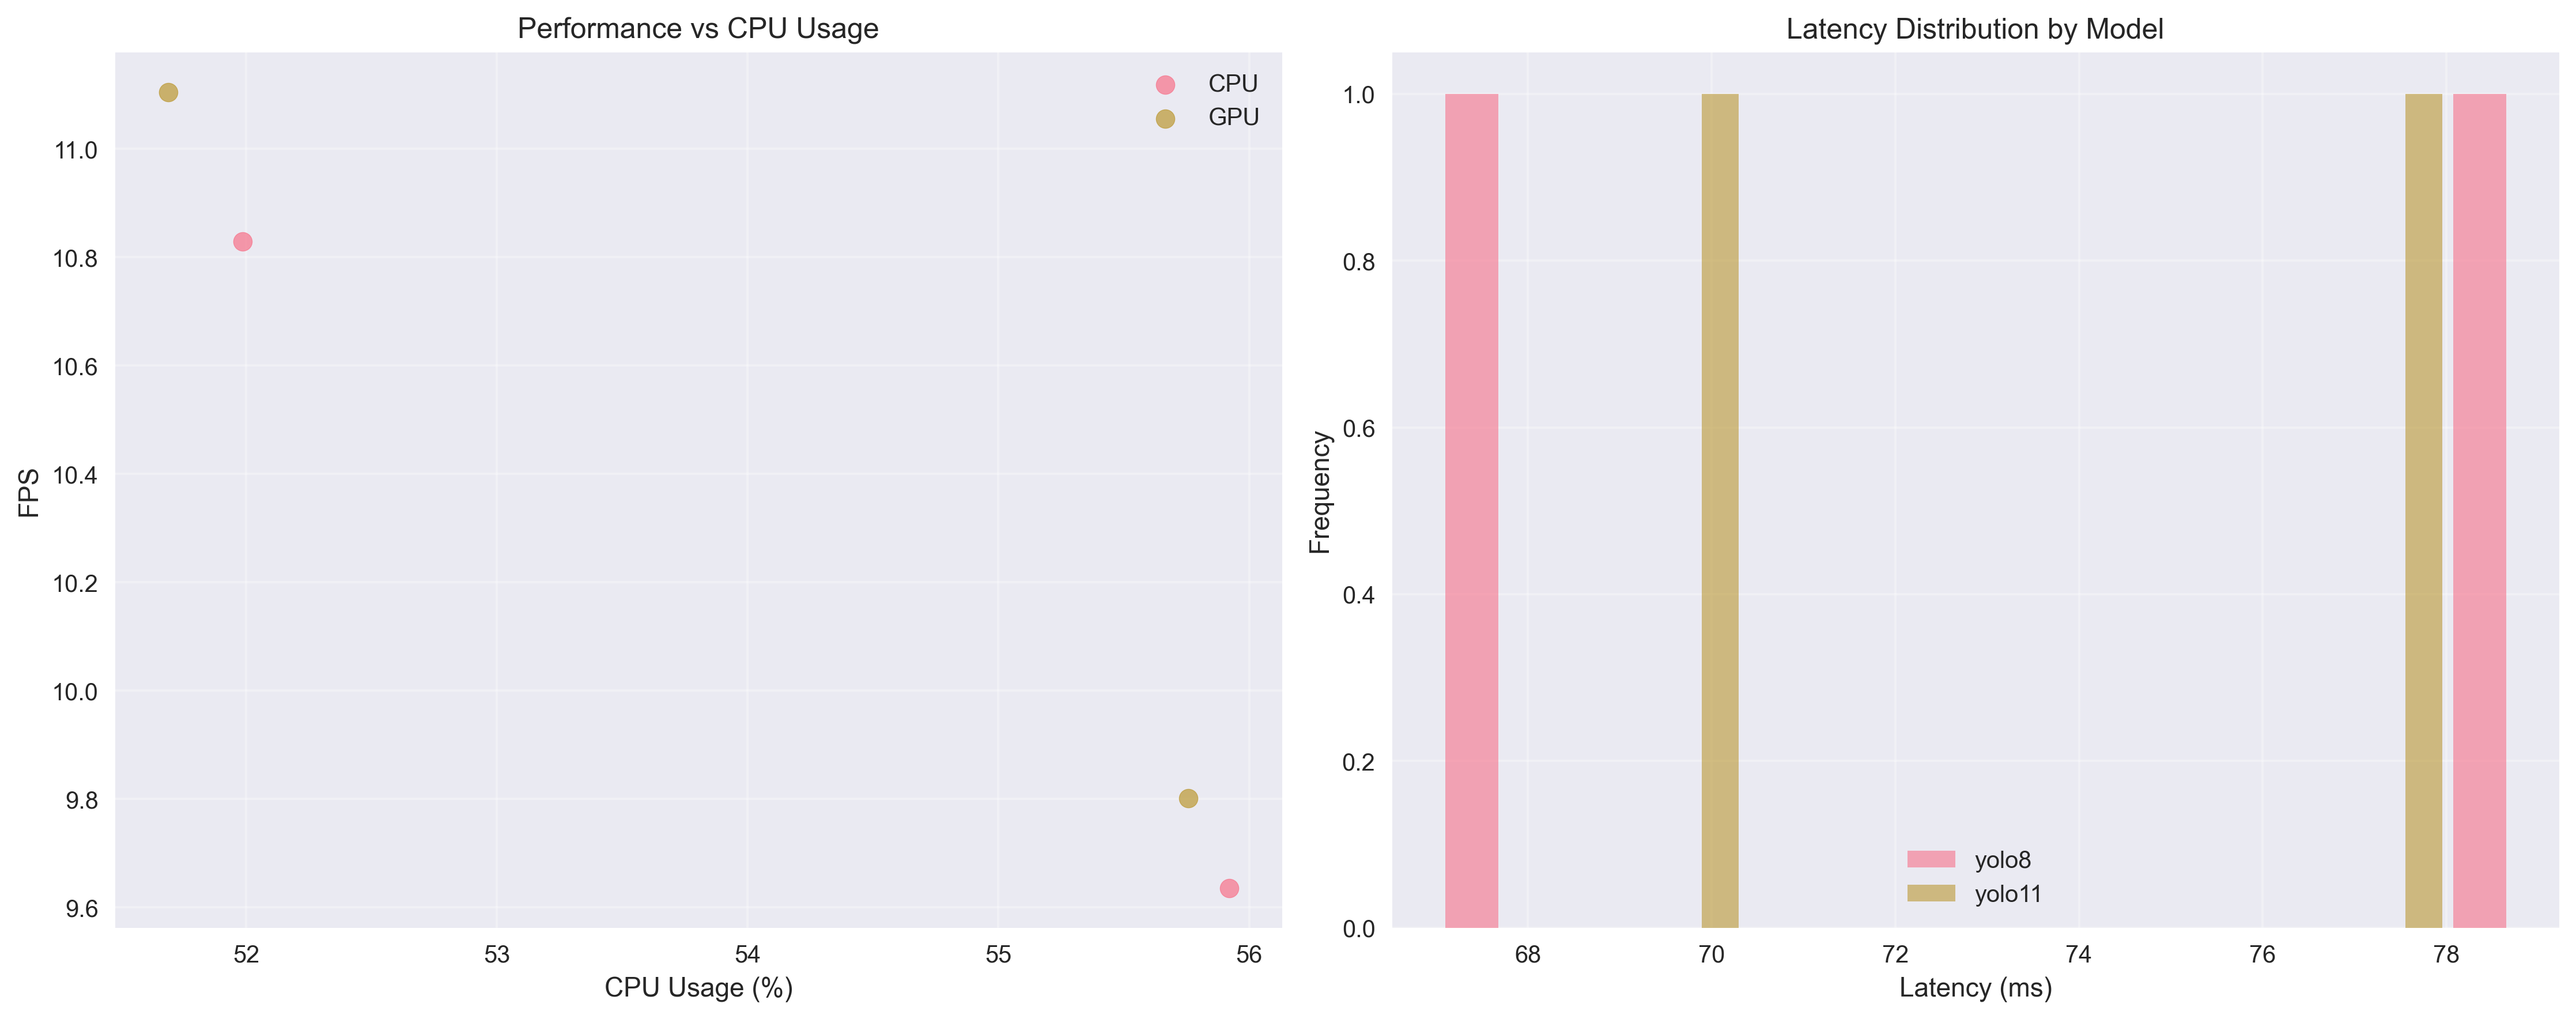 Performance vs CPU Usage
CPU
GPU
11.0
10.8
10.6
10.4
10.2
10.0
9.8
9.6
FPS
52 53 54 55 56
CPU Usage (%)
Latency Distribution by Model
1.0
0.8
0.6
0.4
0.2
0.0
Frequency
yolo8
yolo11
68 70 72 74 76 78
Latency (ms)